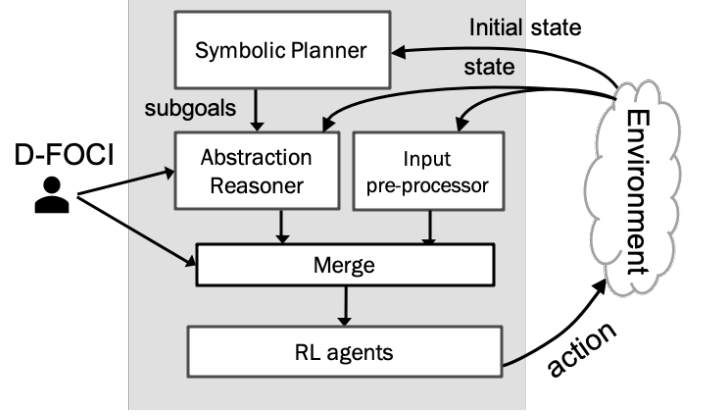 Initial state
Symbolic Planner
state
subgoals
D-FOCI
Abstraction
Reasoner
Input
pre-processor
Environment
Merge
RL agents
action